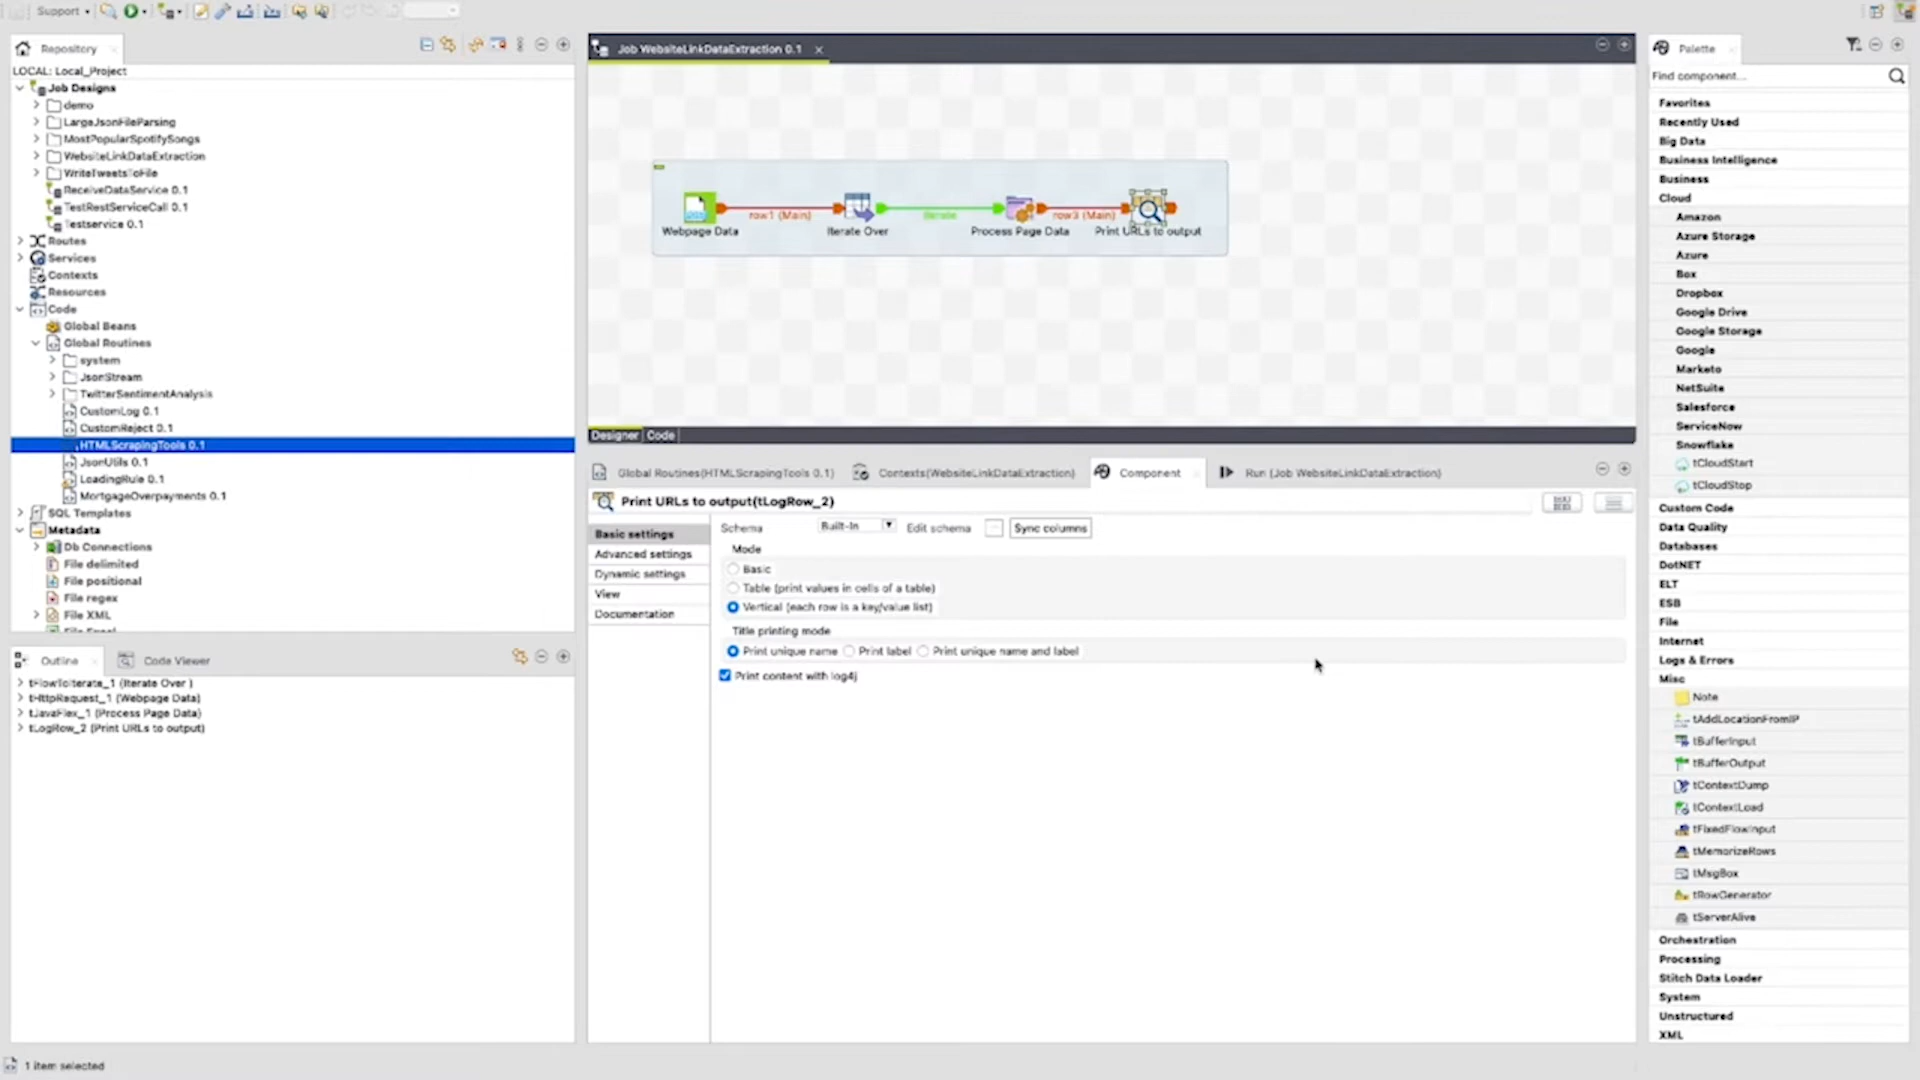 Support
Repository
LOCAL: Local_Project
Job Designs
demo
LargeJsonFileParsing
MostPopularSpotifySongs
WebsiteLinkDataExtraction
WriteTweetsToFile
ReceiveDataService 0.1
TestRestServiceCall 0.1
Testservice 0.1
Routes
Services
Contexts
Resources
Code
Global Beans
Global Routines
system
JsonStream
TwitterSentimentAnalysis
CustomLog 0.1
CustomReject 0.1
HTMLScrapingTools 0.1
JsonUtils 0.1
LoadingRule 0.1
MortgageOverpayments 0.1
SQL Templates
Metadata
Db Connections
File delimited
File positional
File regex
File XML
File Excel
Outline
Code Viewer
tFlowToIterate_1 (Iterate Over )
tHttpRequest_1 (Webpage Data)
tJavaFlex_1 (Process Page Data)
tLogRow_2 (Print URLs to output)
1 item selected
Job WebsiteLinkDataExtraction 0.1
row1 (Main)
Iterate
row3 (Main)
Webpage Data
Iterate Over
Process Page Data
Print URLs to output
Designer
Code
Global Routines(HTMLScrapingTools 0.1)
Contexts(WebsiteLinkDataExtraction)
Component
Run (Job WebsiteLinkDataExtraction)
Print URLs to output(tLogRow_2)
Basic settings
Advanced settings
Dynamic settings
View
Documentation
Schema
Built-In
Edit schema
Sync columns
Mode
Basic
Table (print values in cells of a table)
Vertical (each row is a key/value list)
Title printing mode
Print unique name
Print label
Print unique name and label
Print content with log4j
Palette
Find component...
Favorites
Recently Used
Big Data
Business Intelligence
Business
Cloud
Amazon
Azure Storage
Azure
Box
Dropbox
Google Drive
Google Storage
Google
Marketo
NetSuite
Salesforce
ServiceNow
Snowflake
tCloudStart
tCloudStop
Custom Code
Data Quality
Databases
DotNET
ELT
ESB
File
Internet
Logs & Errors
Misc
Note
tAddLocationFromIP
tBufferInput
tBufferOutput
tContextDump
tContextLoad
tFixedFlowInput
tMemorizeRows
tMsgBox
tRowGenerator
tServerAlive
Orchestration
Processing
Stitch Data Loader
System
Unstructured
XML